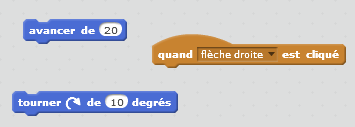 avancer de 20
quand flèche droite est cliqué
tourner de 10 degrés